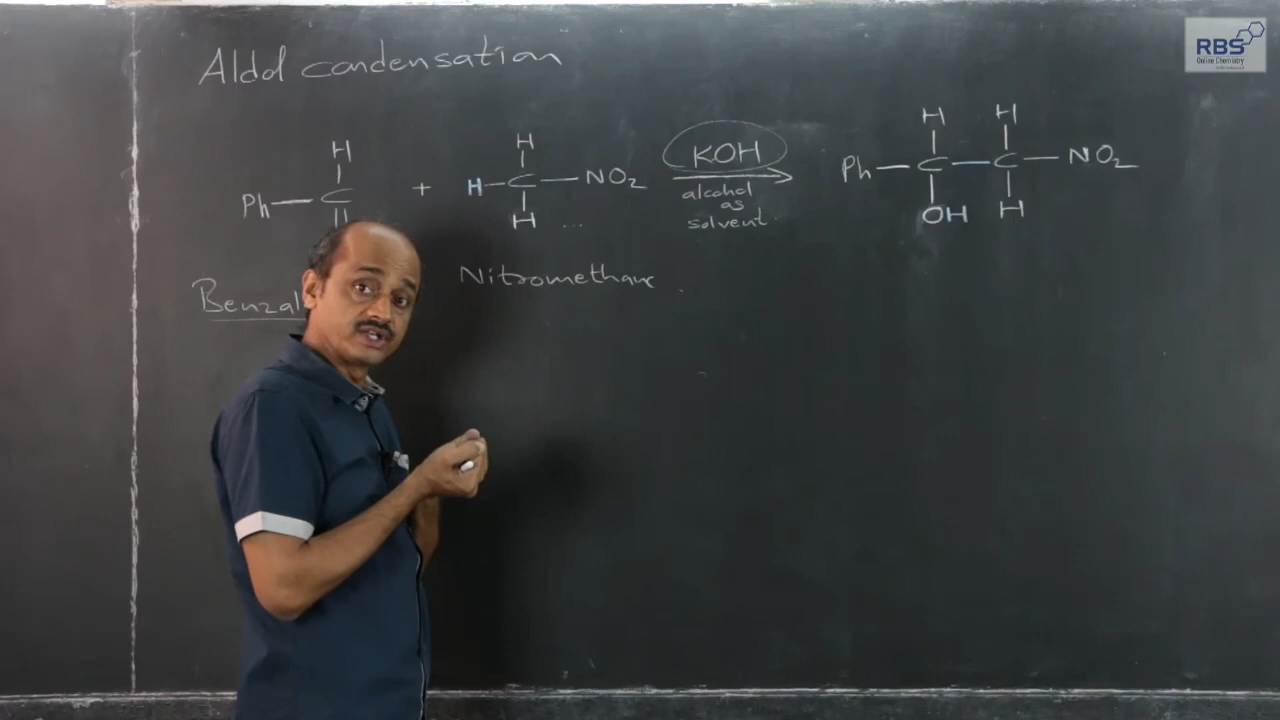 RBS
Online Chemistry
Aldol condensation
H
Ph–C
||
+
H
H–C–NO2
H
...
KOH
alcohol
as
solvent
H H
Ph–C–C–NO2
OH H
Benzal
Nitromethane